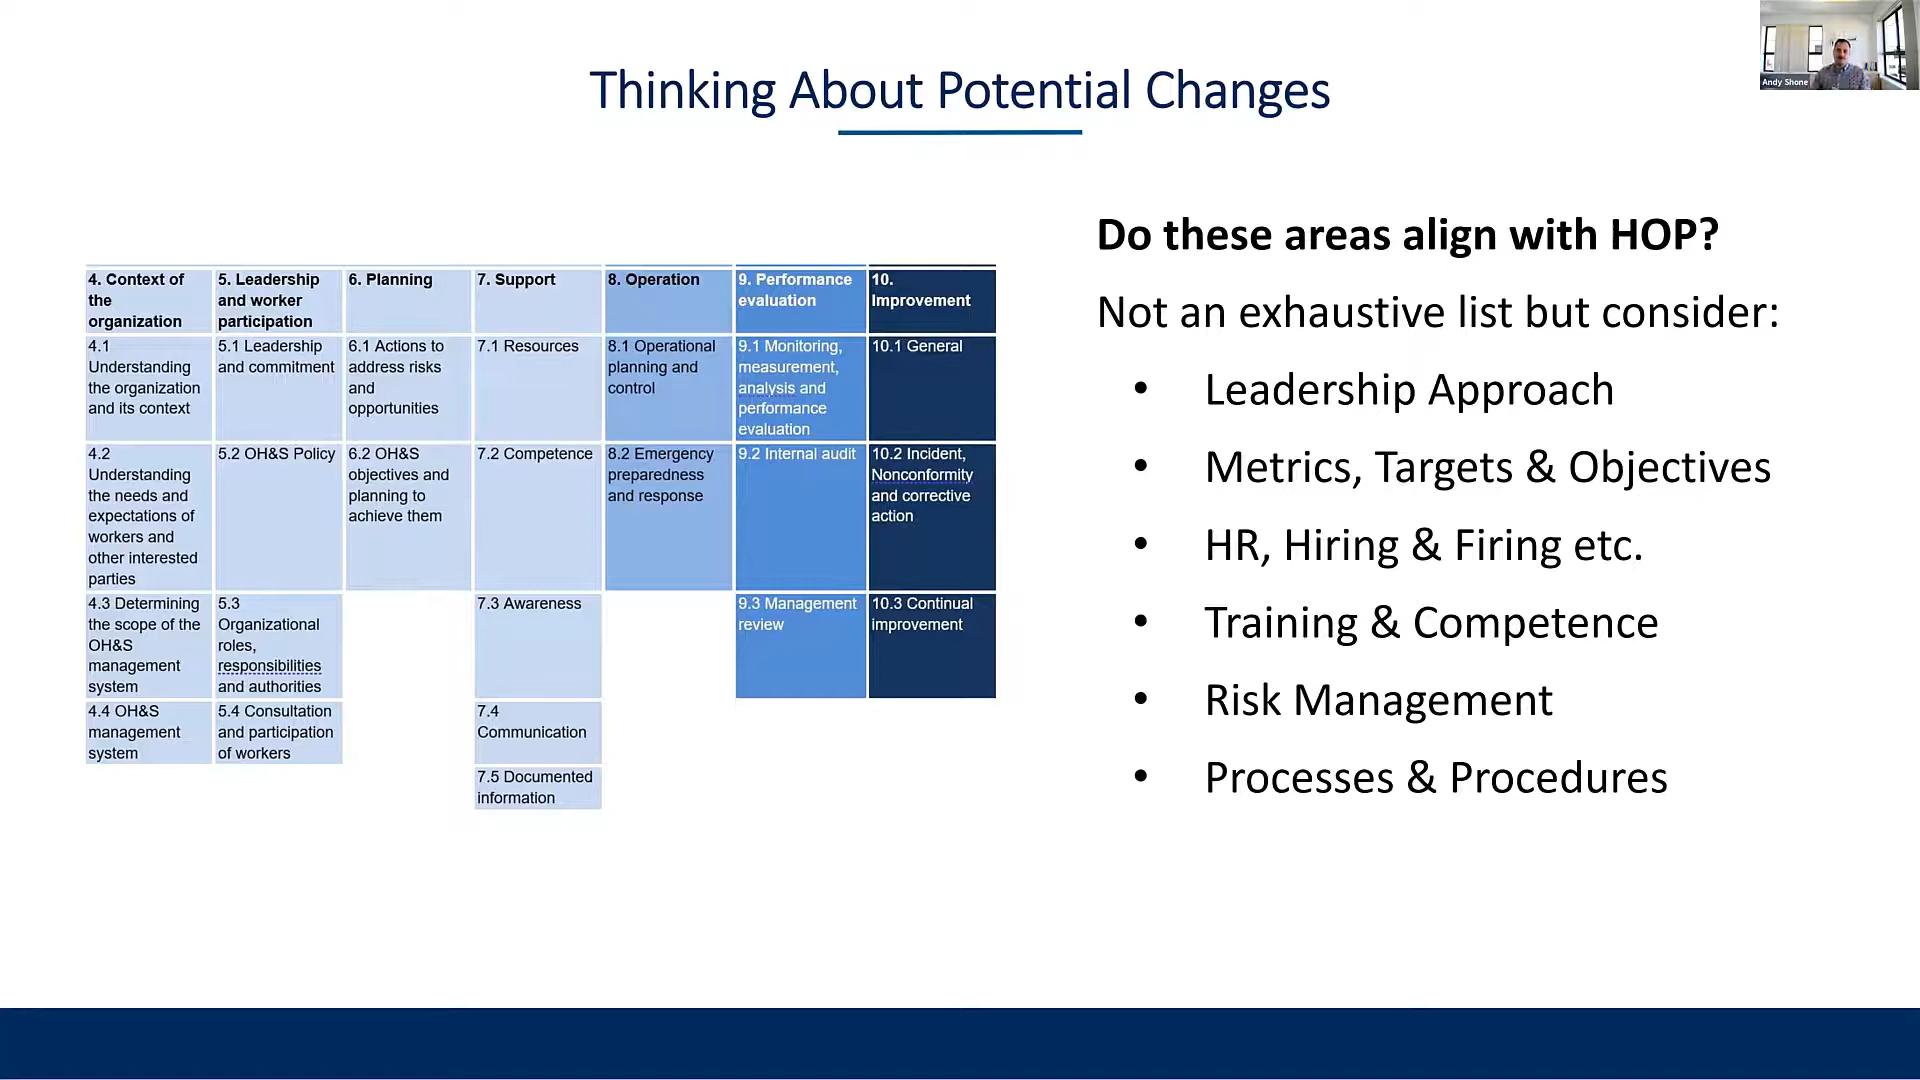 Thinking About Potential Changes
Andy Shone
4. Context of
the
organization
5. Leadership
and worker
participation
6. Planning
7. Support
8. Operation
9. Performance
evaluation
10.
Improvement
4.1
Understanding
the organization
and its context
5.1 Leadership
and commitment
6.1 Actions to
address risks
and
opportunities
7.1 Resources
8.1 Operational
planning and
control
9.1 Monitoring,
measurement,
analysis and
performance
evaluation
10.1 General
4.2
Understanding
the needs and
expectations of
workers and
other interested
parties
5.2 OH&S Policy
6.2 OH&S
objectives and
planning to
achieve them
7.2 Competence
8.2 Emergency
preparedness
and response
9.2 Internal audit
10.2 Incident,
Nonconformity
and corrective
action
4.3 Determining
the scope of the
OH&S
management
system
5.3
Organizational
roles,
responsibilities
and authorities
7.3 Awareness
9.3 Management
review
10.3 Continual
improvement
4.4 OH&S
management
system
5.4 Consultation
and participation
of workers
7.4
Communication
7.5 Documented
information
Do these areas align with HOP?
Not an exhaustive list but consider:
• Leadership Approach
• Metrics, Targets & Objectives
• HR, Hiring & Firing etc.
• Training & Competence
• Risk Management
• Processes & Procedures